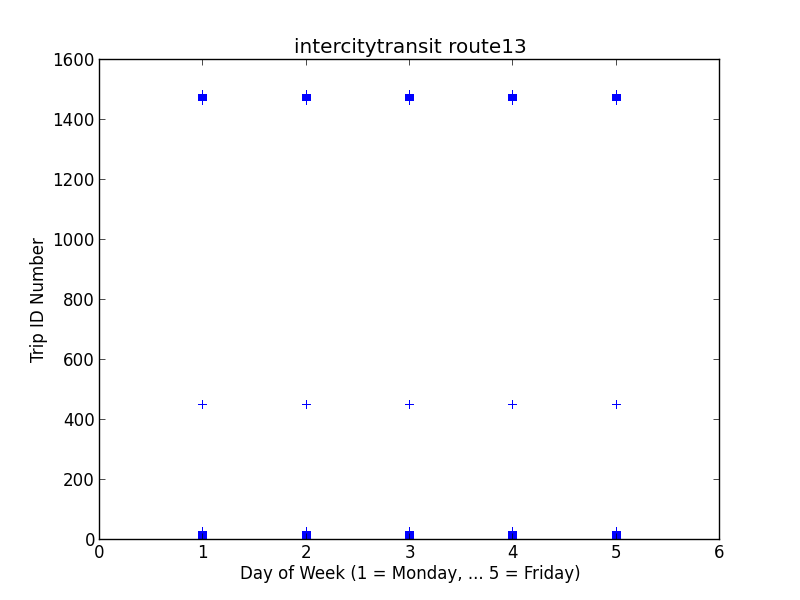 intercitytransit route13
1600
1400
1200
1000
800
600
400
200
0
0 1 2 3 4 5 6
Trip ID Number
Day of Week (1 = Monday, ... 5 = Friday)